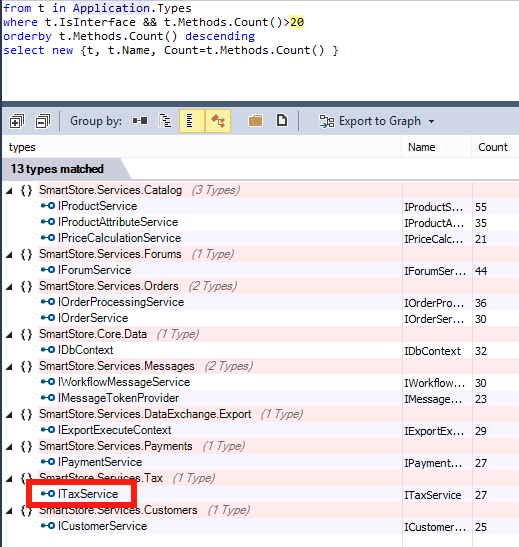 from t in Application.Types
where t.IsInterface && t.Methods.Count()>20
orderby t.Methods.Count() descending
select new {t, t.Name, Count=t.Methods.Count() }
Group by: Export to Graph
types Name Count
13 types matched
{} SmartStore.Services.Catalog (3 Types)
IProductService IProductS... 55
IProductAttributeService IProductA... 35
IPriceCalculationService IPriceCalc... 21
{} SmartStore.Services.Forums (1 Type)
IForumService IForumSer... 44
{} SmartStore.Services.Orders (2 Types)
IOrderProcessingService IOrderPro... 36
IOrderService IOrderSer... 30
{} SmartStore.Core.Data (1 Type)
IDbContext IDbContext 32
{} SmartStore.Services.Messages (2 Types)
IWorkflowMessageService IWorkflow... 30
IMessageTokenProvider IMessage... 23
{} SmartStore.Services.DataExchange.Export (1 Type)
IExportExecuteContext IExportEx... 29
{} SmartStore.Services.Payments (1 Type)
IPaymentService IPayment... 27
{} SmartStore.Services.Tax (1 Type)
ITaxService ITaxService 27
{} SmartStore.Services.Customers (1 Type)
ICustomerService ICustomer... 25